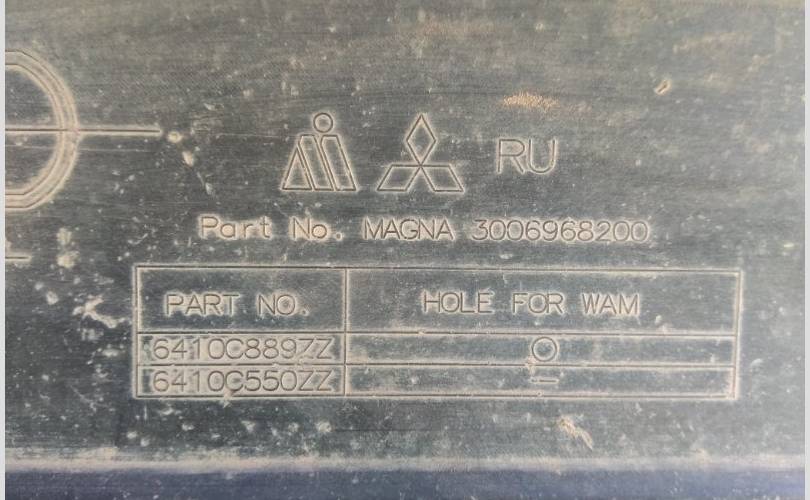 RU
Part No. MAGNA 3006968200
PART NO. HOLE FOR WAM
6410C889ZZ O
6410C550ZZ —